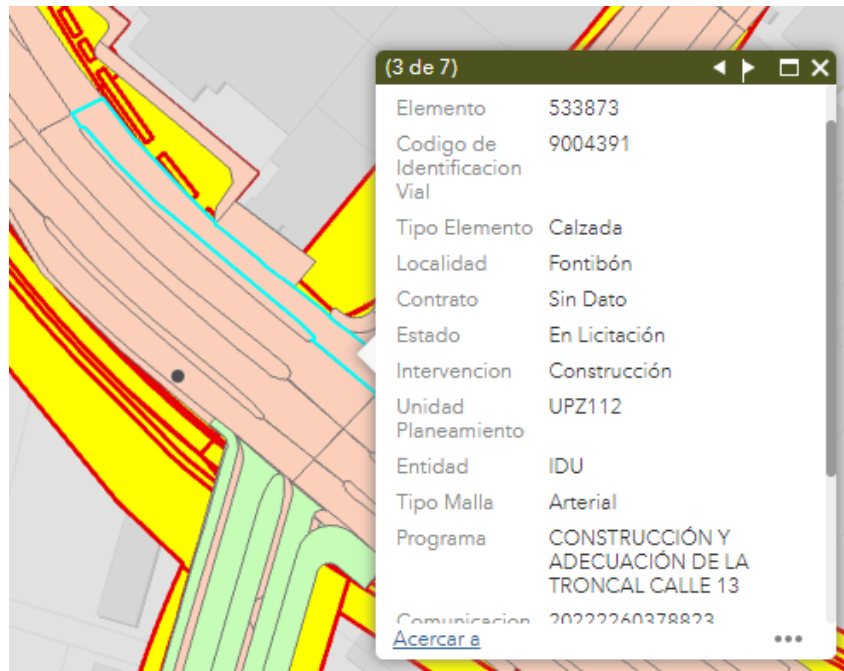 (3 de 7)
Elemento 533873
Codigo de 9004391
Identificacion
Vial
Tipo Elemento Calzada
Localidad Fontibón
Contrato Sin Dato
Estado En Licitación
Intervencion Construcción
Unidad UPZ112
Planeamiento
Entidad IDU
Tipo Malla Arterial
Programa CONSTRUCCIÓN Y
ADECUACIÓN DE LA
TRONCAL CALLE 13
Comunicacion 20222260378823
Acercar a